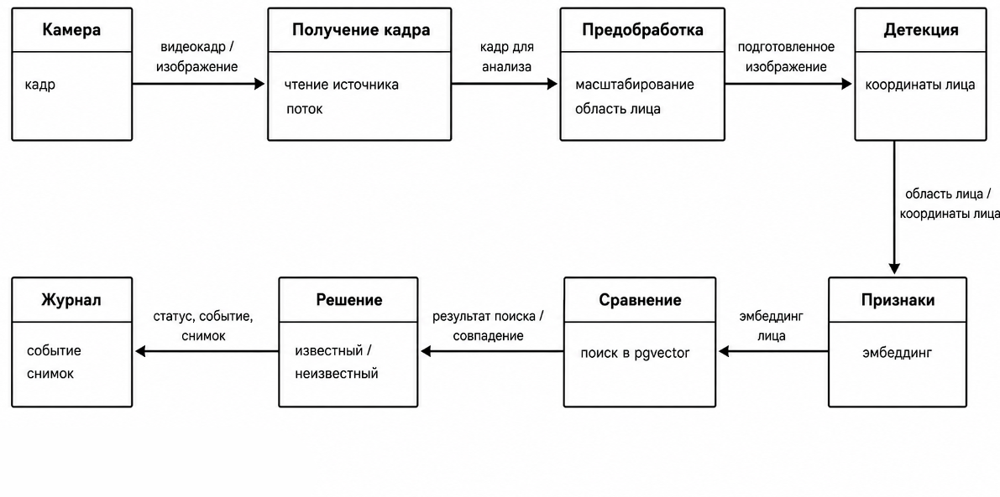 Камера
кадр
видеокадр /
изображение
Получение кадра
чтение источника
поток
кадр для
анализа
Предобработка
масштабирование
область лица
подготовленное
изображение
Детекция
координаты лица
область лица /
координаты лица
Журнал
событие
снимок
статус, событие,
снимок
Решение
известный /
неизвестный
результат поиска /
совпадение
Сравнение
поиск в pgvector
эмбеддинг
лица
Признаки
эмбеддинг